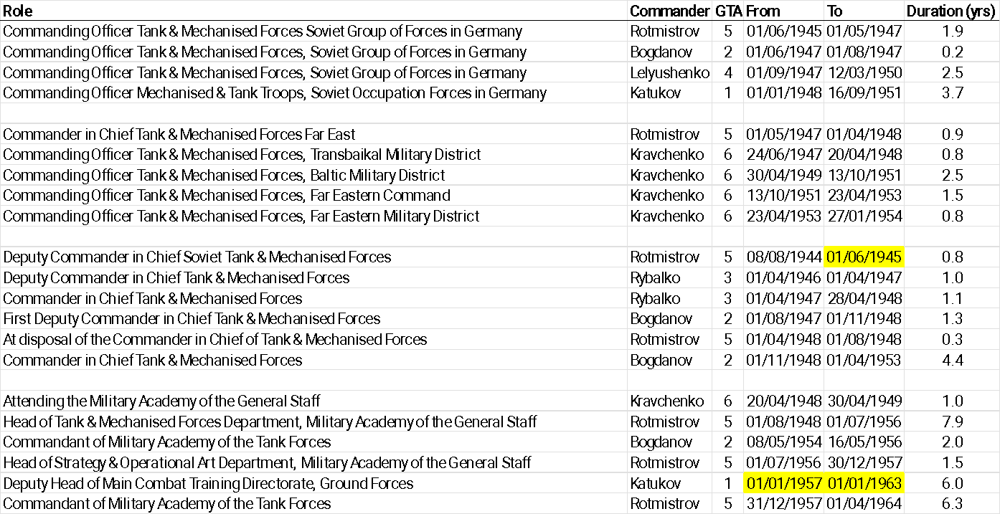 Role Commander GTA From To Duration (yrs)
Commanding Officer Tank & Mechanised Forces Soviet Group of Forces in Germany Rotmistrov 5 01/06/1945 01/05/1947 1.9
Commanding Officer Tank & Mechanised Forces, Soviet Group of Forces in Germany Bogdanov 2 01/06/1947 01/08/1947 0.2
Commanding Officer Tank & Mechanised Forces, Soviet Group of Forces in Germany Lelyushenko 4 01/09/1947 12/03/1950 2.5
Commanding Officer Mechanised & Tank Troops, Soviet Occupation Forces in Germany Katukov 1 01/01/1948 16/09/1951 3.7
Commander in Chief Tank & Mechanised Forces Far East Rotmistrov 5 01/05/1947 01/04/1948 0.9
Commanding Officer Tank & Mechanised Forces, Transbaikal Military District Kravchenko 6 24/06/1947 20/04/1948 0.8
Commanding Officer Tank & Mechanised Forces, Baltic Military District Kravchenko 6 30/04/1949 13/10/1951 2.5
Commanding Officer Tank & Mechanised Forces, Far Eastern Command Kravchenko 6 13/10/1951 23/04/1953 1.5
Commanding Officer Tank & Mechanised Forces, Far Eastern Military District Kravchenko 6 23/04/1953 27/01/1954 0.8
Deputy Commander in Chief Soviet Tank & Mechanised Forces Rotmistrov 5 08/08/1944 01/06/1945 0.8
Deputy Commander in Chief Tank & Mechanised Forces Rybalko 3 01/04/1946 01/04/1947 1.0
Commander in Chief Tank & Mechanised Forces Rybalko 3 01/04/1947 28/04/1948 1.1
First Deputy Commander in Chief Tank & Mechanised Forces Bogdanov 2 01/08/1947 01/11/1948 1.3
At disposal of the Commander in Chief of Tank & Mechanised Forces Rotmistrov 5 01/04/1948 01/08/1948 0.3
Commander in Chief Tank & Mechanised Forces Bogdanov 2 01/11/1948 01/04/1953 4.4
Attending the Military Academy of the General Staff Kravchenko 6 20/04/1948 30/04/1949 1.0
Head of Tank & Mechanised Forces Department, Military Academy of the General Staff Rotmistrov 5 01/08/1948 01/07/1956 7.9
Commandant of Military Academy of the Tank Forces Bogdanov 2 08/05/1954 16/05/1956 2.0
Head of Strategy & Operational Art Department, Military Academy of the General Staff Rotmistrov 5 01/07/1956 30/12/1957 1.5
Deputy Head of Main Combat Training Directorate, Ground Forces Katukov 1 01/01/1957 01/01/1963 6.0
Commandant of Military Academy of the Tank Forces Rotmistrov 5 31/12/1957 01/04/1964 6.3